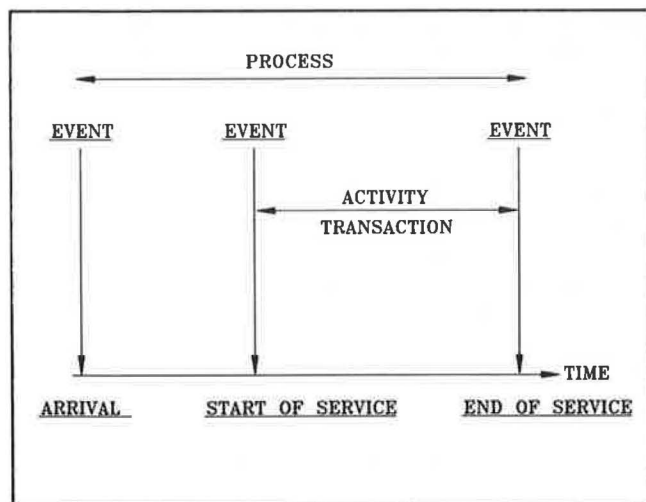 PROCESS
EVENT EVENT EVENT
ACTIVITY
TRANSACTION
TIME
ARRIVAL START OF SERVICE END OF SERVICE